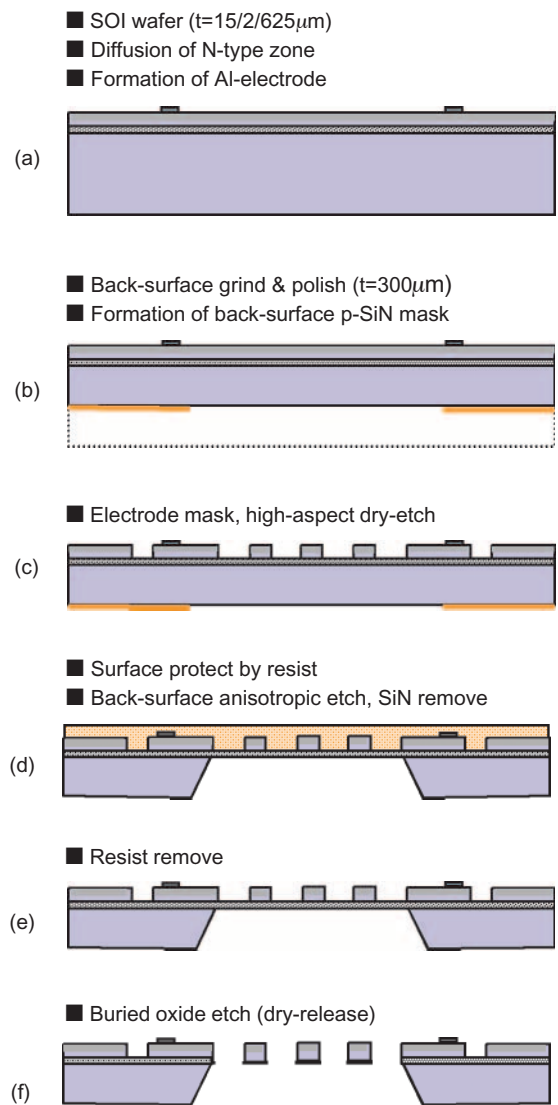 ■ SOI wafer (t=15/2/625μm)
■ Diffusion of N-type zone
■ Formation of Al-electrode
(a)
■ Back-surface grind & polish (t=300μm)
■ Formation of back-surface p-SiN mask
(b)
■ Electrode mask, high-aspect dry-etch
(c)
■ Surface protect by resist
■ Back-surface anisotropic etch, SiN remove
(d)
■ Resist remove
(e)
■ Buried oxide etch (dry-release)
(f)